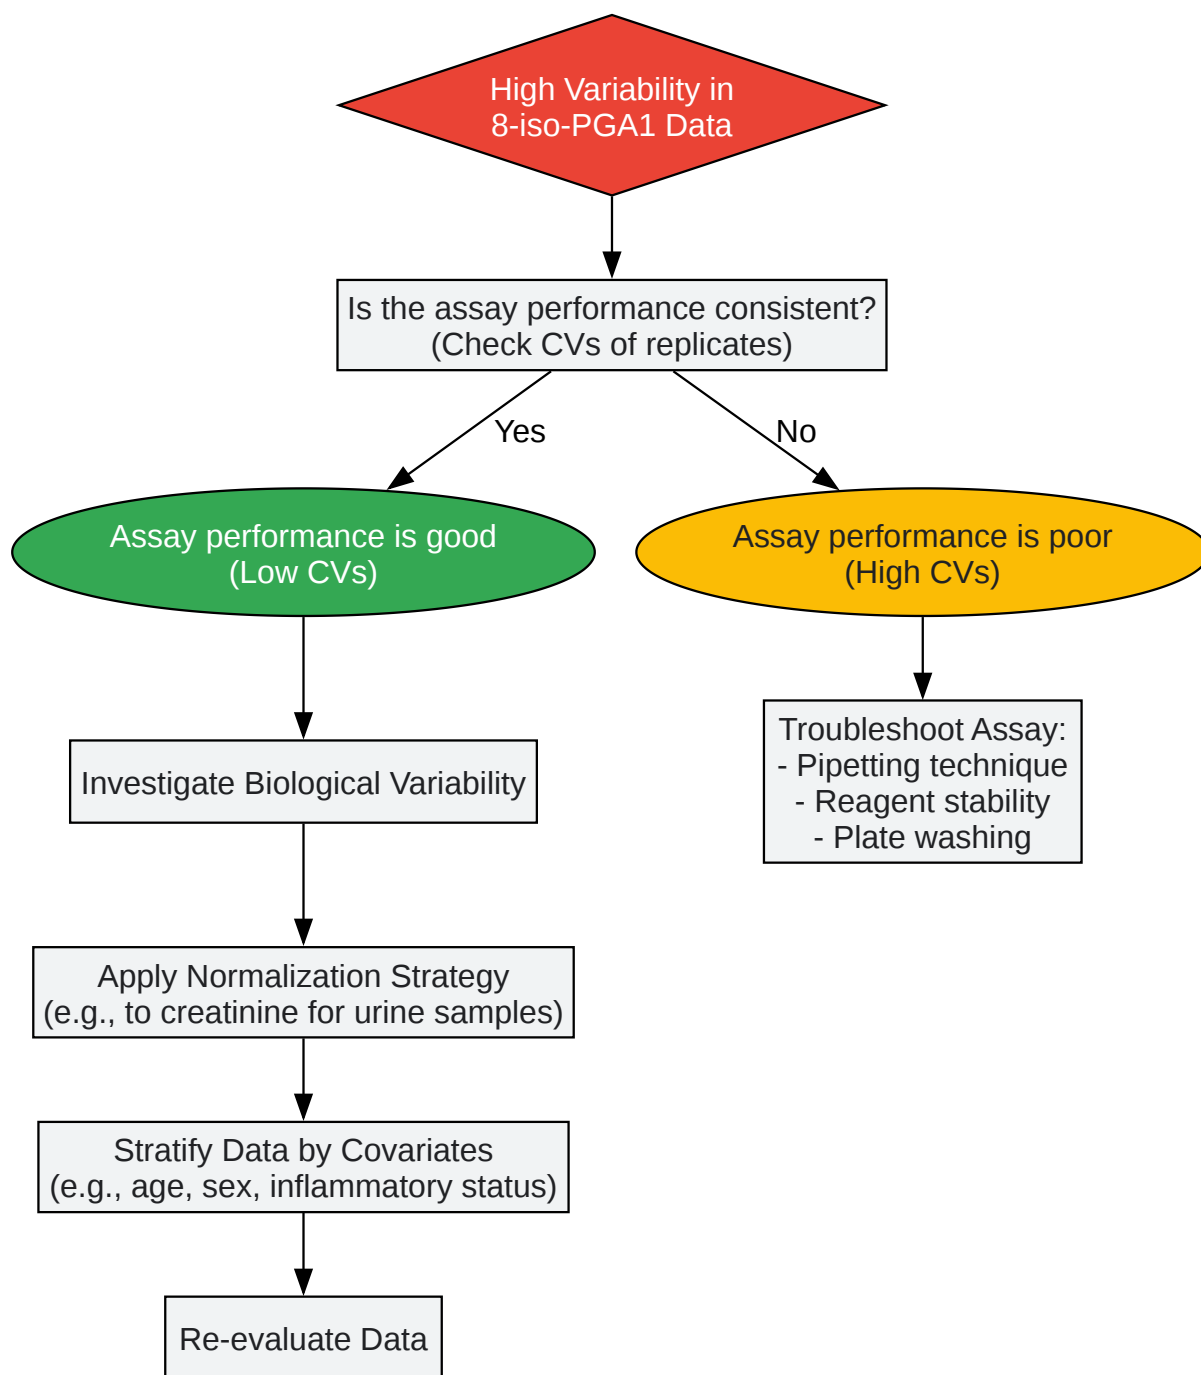 High Variability in
8-iso-PGA1 Data
Is the assay performance consistent?
(Check CVs of replicates)
Yes
No
Assay performance is good
(Low CVs)
Assay performance is poor
(High CVs)
Troubleshoot Assay:
- Pipetting technique
- Reagent stability
- Plate washing
Investigate Biological Variability
Apply Normalization Strategy
(e.g., to creatinine for urine samples)
Stratify Data by Covariates
(e.g., age, sex, inflammatory status)
Re-evaluate Data